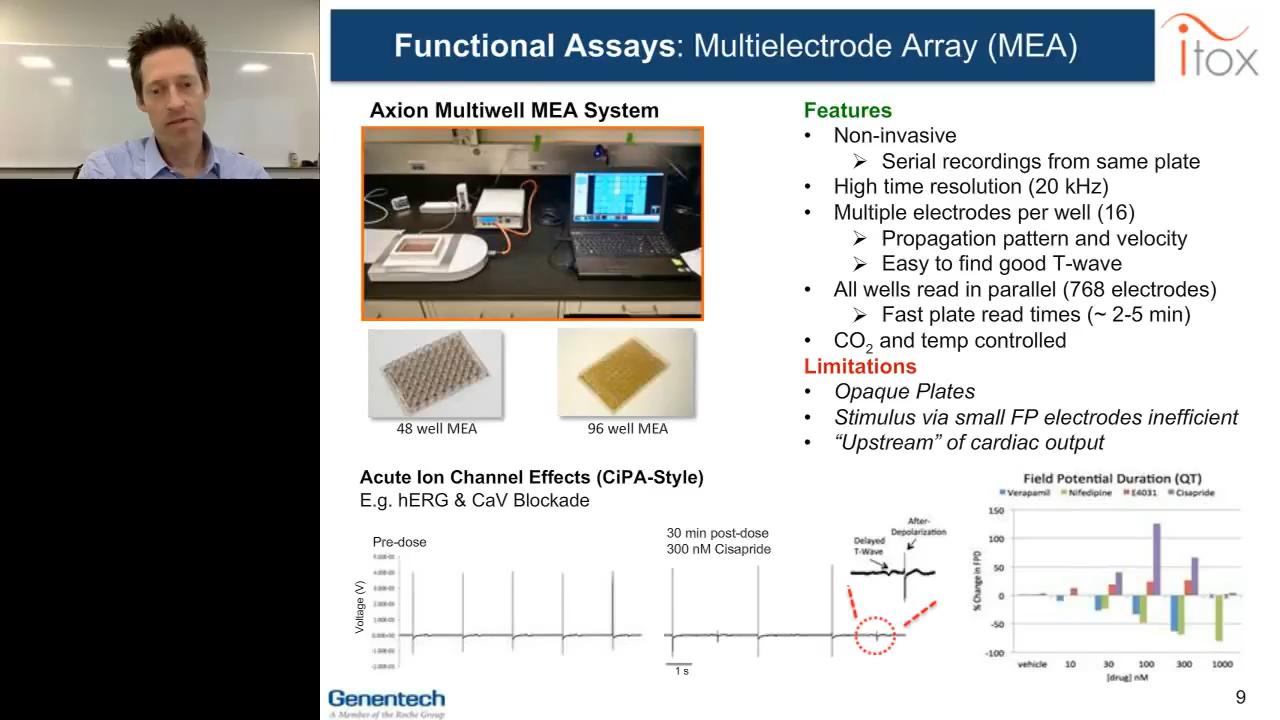 Functional Assays: Multielectrode Array (MEA)
itox
Axion Multiwell MEA System
48 well MEA
96 well MEA
Features
• Non-invasive
➢ Serial recordings from same plate
• High time resolution (20 kHz)
• Multiple electrodes per well (16)
➢ Propagation pattern and velocity
➢ Easy to find good T-wave
• All wells read in parallel (768 electrodes)
➢ Fast plate read times (~ 2-5 min)
• CO2 and temp controlled
Limitations
• Opaque Plates
• Stimulus via small FP electrodes inefficient
• “Upstream” of cardiac output
Acute Ion Channel Effects (CiPA-Style)
E.g. hERG & CaV Blockade
Pre-dose
Voltage (V)
30 min post-dose
300 nM Cisapride
1 s
Delayed
T-Wave
After-
Depolarization
Field Potential Duration (QT)
Verapamil Nifedipine E4031 Cisapride
% Change in FPD
150
100
50
0
-50
-100
vehicle 10 30 100 300 1000
[drug] nM
Genentech
A Member of the Roche Group
9